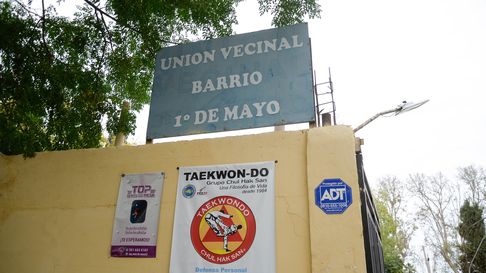 UNION VECINAL
BARRIO
1º DE MAYO
TAEKWON-DO
Grupo Chul Hak San
Una Filosofía de Vida
desde 1984
TAEKWONDO
CHUL HAK SAN
Defensa Personal
TOP
¡TE ESPERAMOS!
ADT